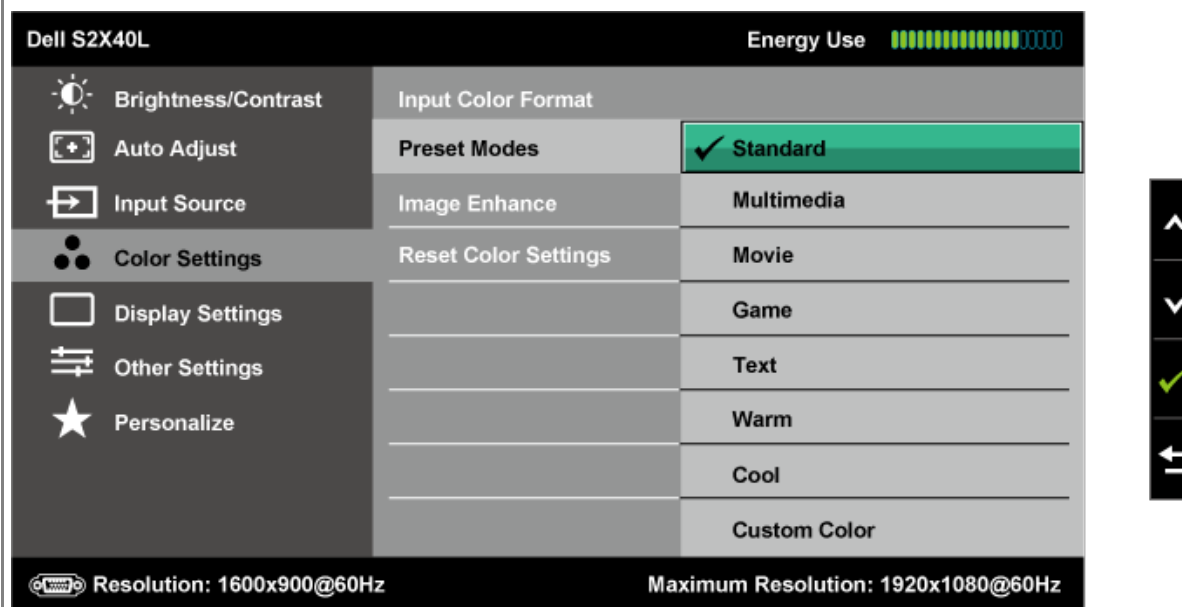 Dell S2X40L Energy Use
Brightness/Contrast Input Color Format
Auto Adjust Preset Modes Standard
Input Source Image Enhance Multimedia
Color Settings Reset Color Settings Movie
Display Settings Game
Other Settings Text
Personalize Warm
Cool
Custom Color
Resolution: 1600x900@60Hz Maximum Resolution: 1920x1080@60Hz